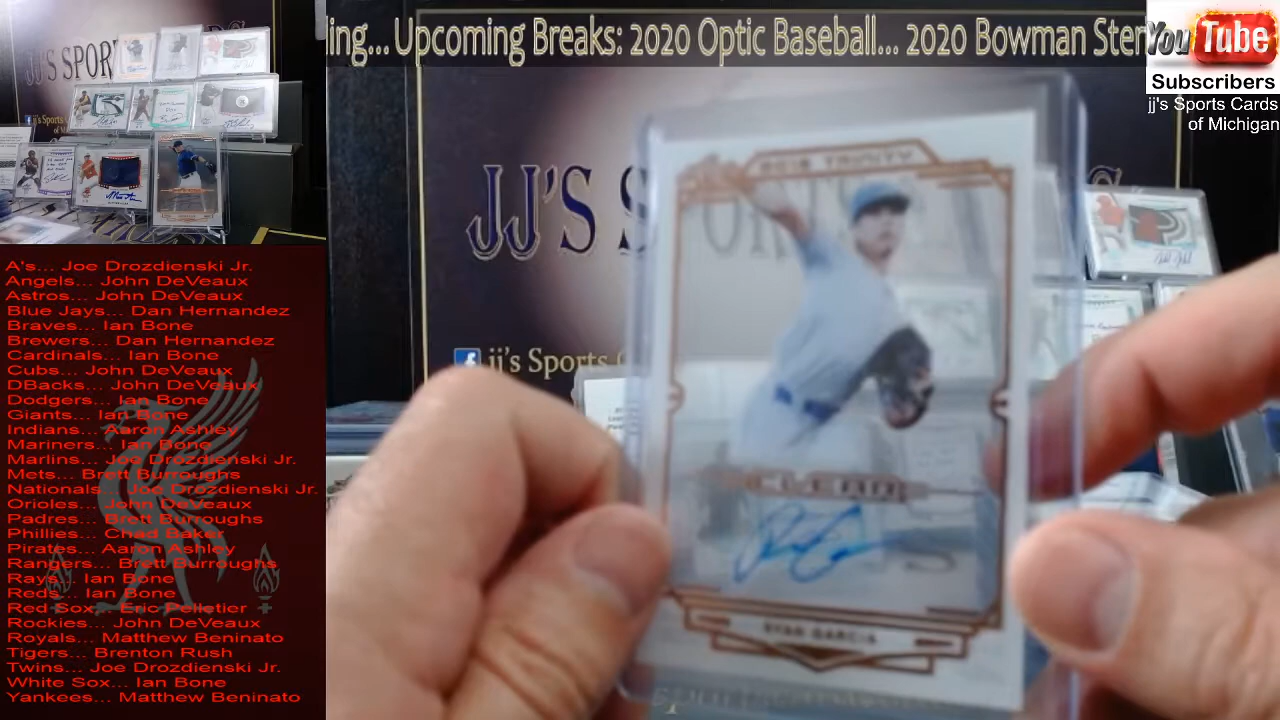 ling... Upcoming Breaks: 2020 Optic Baseball... 2020 Bowman Ster
You Tube
Subscribers
jj's Sports Cards
of Michigan
JJ'S SPOR
JJ'S S
jj's Sports C
CLEAR
RYAN GARCIA
A's... Joe Drozdienski Jr.
Angels... John DeVeaux
Astros... John DeVeaux
Blue Jays... Dan Hernandez
Braves... Ian Bone
Brewers... Dan Hernandez
Cardinals... Ian Bone
Cubs... John DeVeaux
DBacks... John DeVeaux
Dodgers... Ian Bone
Giants... Ian Bone
Indians... Aaron Ashley
Mariners... Ian Bone
Marlins... Joe Drozdienski Jr.
Mets... Brett Burroughs
Nationals... Joe Drozdienski Jr.
Orioles... John DeVeaux
Padres... Brett Burroughs
Phillies... Chad Baker
Pirates... Aaron Ashley
Rangers... Brett Burroughs
Rays... Ian Bone
Reds... Ian Bone
Red Sox... Eric Pelletier
Rockies... John DeVeaux
Royals... Matthew Beninato
Tigers... Brenton Rush
Twins... Joe Drozdienski Jr.
White Sox... Ian Bone
Yankees... Matthew Beninato